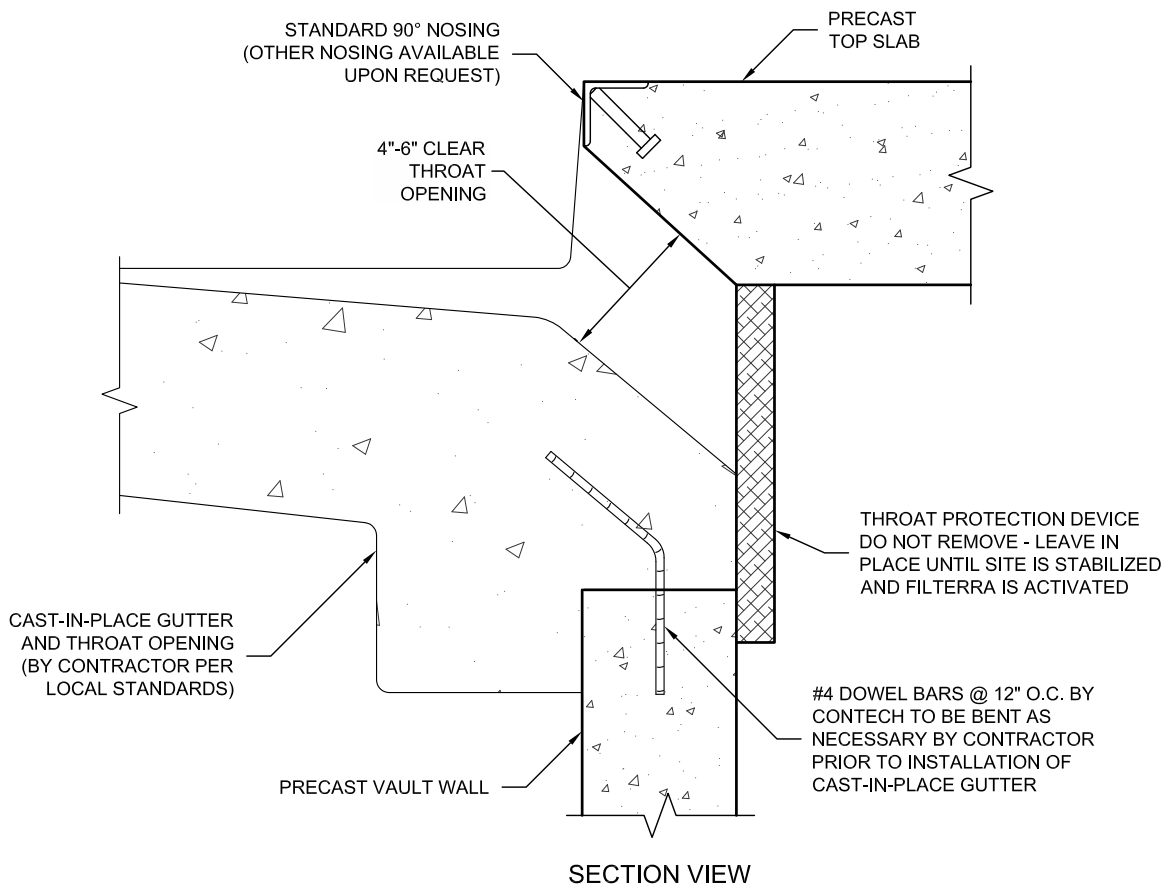 STANDARD 90° NOSING
(OTHER NOSING AVAILABLE
UPON REQUEST)
PRECAST
TOP SLAB
4"-6" CLEAR
THROAT
OPENING
THROAT PROTECTION DEVICE
DO NOT REMOVE - LEAVE IN
PLACE UNTIL SITE IS STABILIZED
AND FILTERRA IS ACTIVATED
CAST-IN-PLACE GUTTER
AND THROAT OPENING
(BY CONTRACTOR PER
LOCAL STANDARDS)
#4 DOWEL BARS @ 12" O.C. BY
CONTECH TO BE BENT AS
NECESSARY BY CONTRACTOR
PRIOR TO INSTALLATION OF
CAST-IN-PLACE GUTTER
PRECAST VAULT WALL
SECTION VIEW